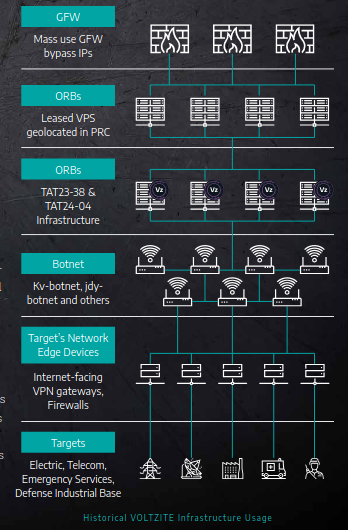 GFW
Mass use GFW
bypass IPs
ORBs
Leased VPS
geolocated in PRC
ORBs
TAT23-38 &
TAT24-04
Infrastructure
Vz Vz Vz Vz
Botnet
Kv-botnet, jdy-
botnet and others
Target's Network
Edge Devices
Internet-facing
VPN gateways,
Firewalls
Targets
Electric, Telecom,
Emergency Services,
Defense Industrial Base
Historical VOLTZITE Infrastructure Usage